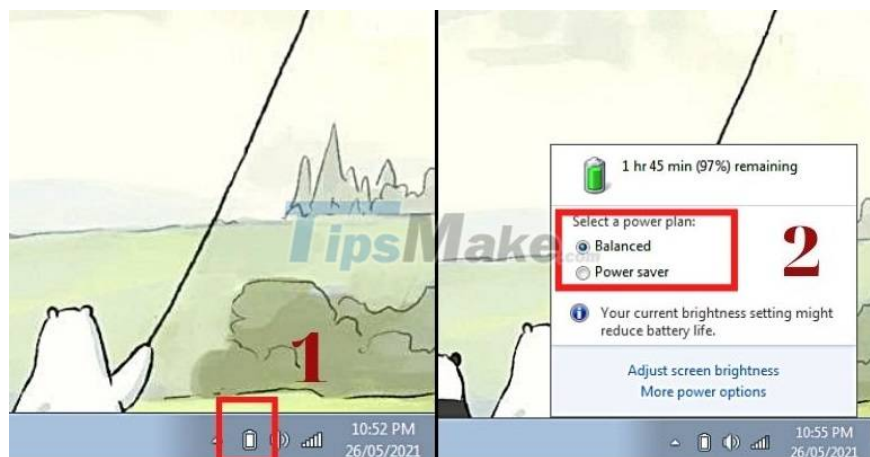 1
10:52 PM
26/05/2021
TipsMake.com
1 hr 45 min (97%) remaining
Select a power plan:
Balanced
Power saver
2
Your current brightness setting might
reduce battery life.
Adjust screen brightness
More power options
10:55 PM
26/05/2021